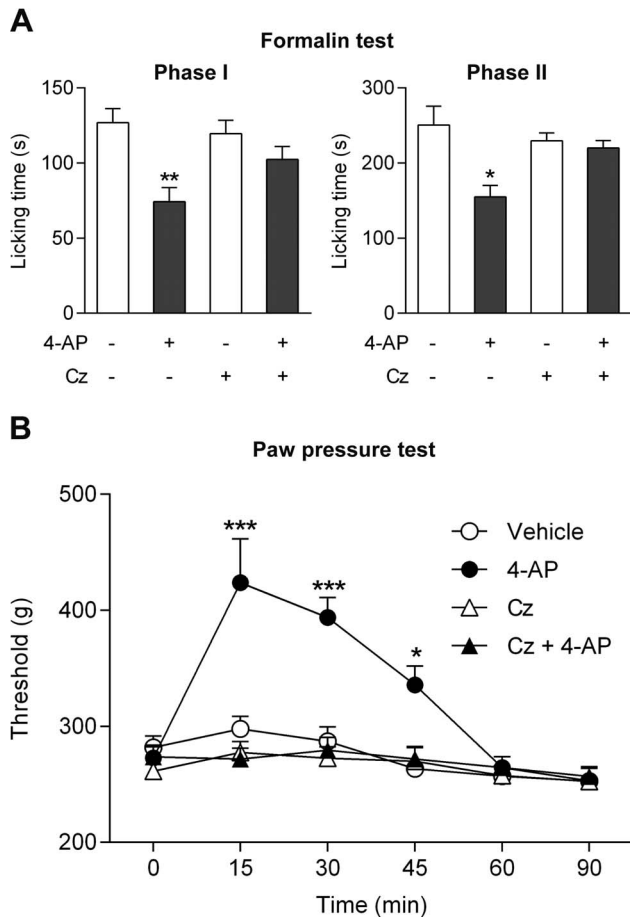 A
Formalin test
Phase I
Phase II
Licking time (s)
150
100
50
0
**
4-AP - + - +
Cz - - + +
Licking time (s)
300
200
100
0
*
4-AP - + - +
Cz - - + +
B
Paw pressure test
Threshold (g)
500
400
300
200
***
***
*
Vehicle
4-AP
Cz
Cz + 4-AP
0 15 30 45 60 90
Time (min)